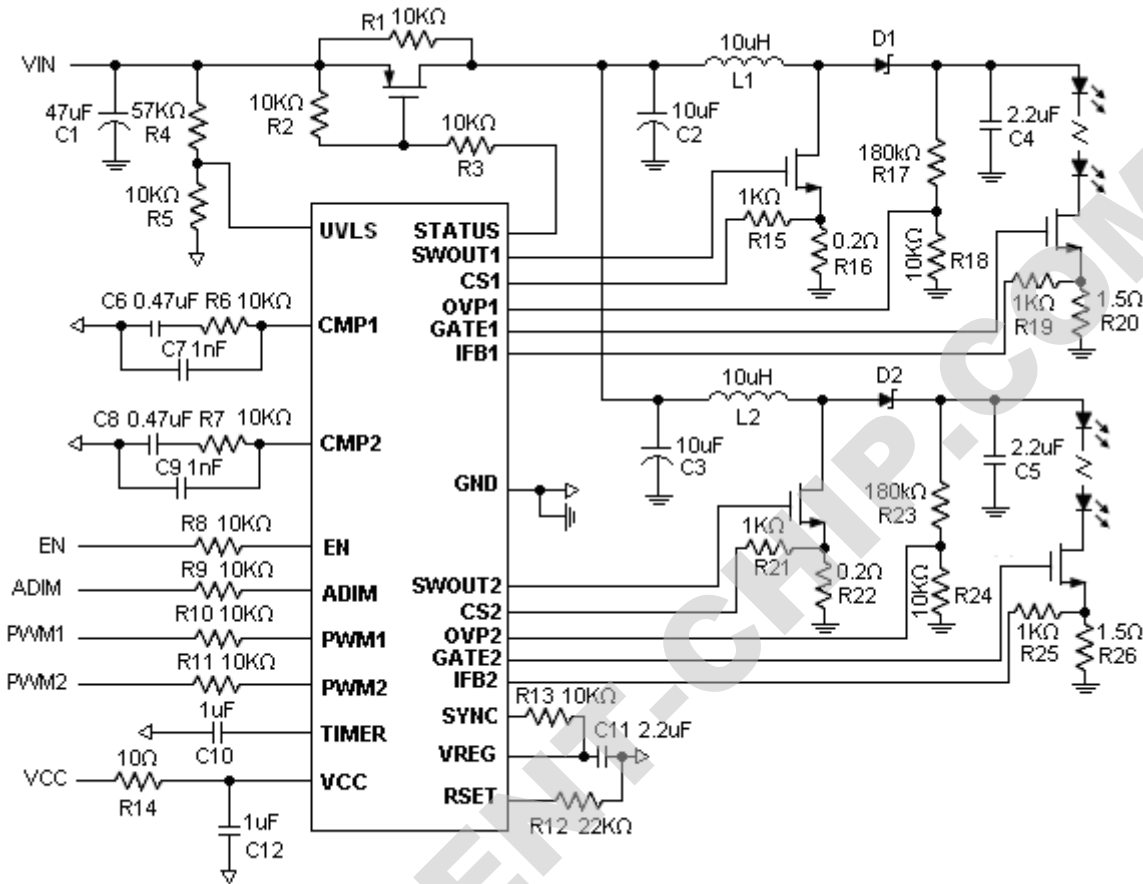 R1 10KΩ
VIN
47uF
C1
57KΩ
R4
10KΩ
R2
10KΩ
R3
10KΩ
R5
10uH
L1
D1
10uF
C2
2.2uF
C4
180kΩ
R17
1KΩ
R15
0.2Ω
R16
10KΩ
R18
1KΩ
R19
1.5Ω
R20
UVLS
STATUS
SWOUT1
CS1
OVP1
GATE1
IFB1
C6 0.47uF R6 10KΩ
CMP1
C7 1nF
C8 0.47uF R7 10KΩ
CMP2
C9 1nF
GND
10uH
L2
D2
10uF
C3
2.2uF
C5
180kΩ
R23
1KΩ
R21
0.2Ω
R22
10KΩ
R24
1KΩ
R25
1.5Ω
R26
R8 10KΩ
EN
EN
R9 10KΩ
ADIM
ADIM
R10 10KΩ
PWM1
PWM1
R11 10KΩ
PWM2
PWM2
SWOUT2
CS2
OVP2
GATE2
IFB2
1uF
C10
TIMER
SYNC
R13 10KΩ
C11 2.2uF
VREG
VCC
10Ω
R14
VCC
RSET
R12 22KΩ
1uF
C12
ENT-CHIP.COM